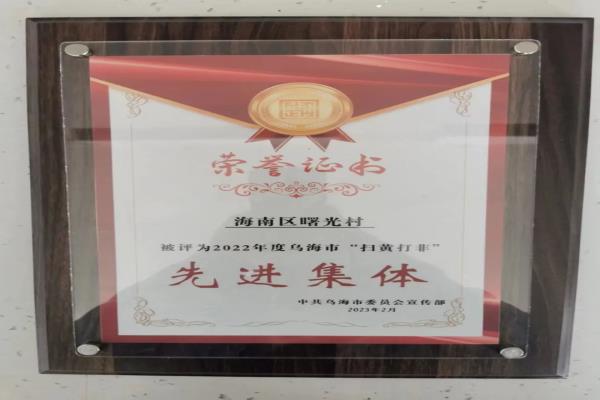 荣誉证书
海南区曙光村
被评为2022年度乌海市“扫黄打非”
先进集体
中共乌海市委员会宣传部
2023年2月